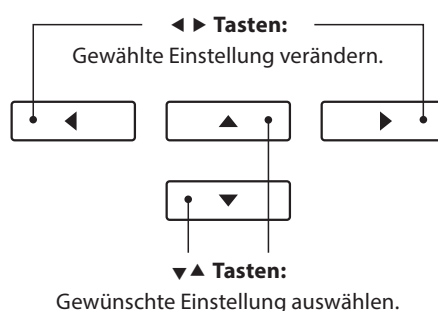 ◀ ▶ Tasten:
Gewählte Einstellung verändern.
▼▲ Tasten:
Gewünschte Einstellung auswählen.